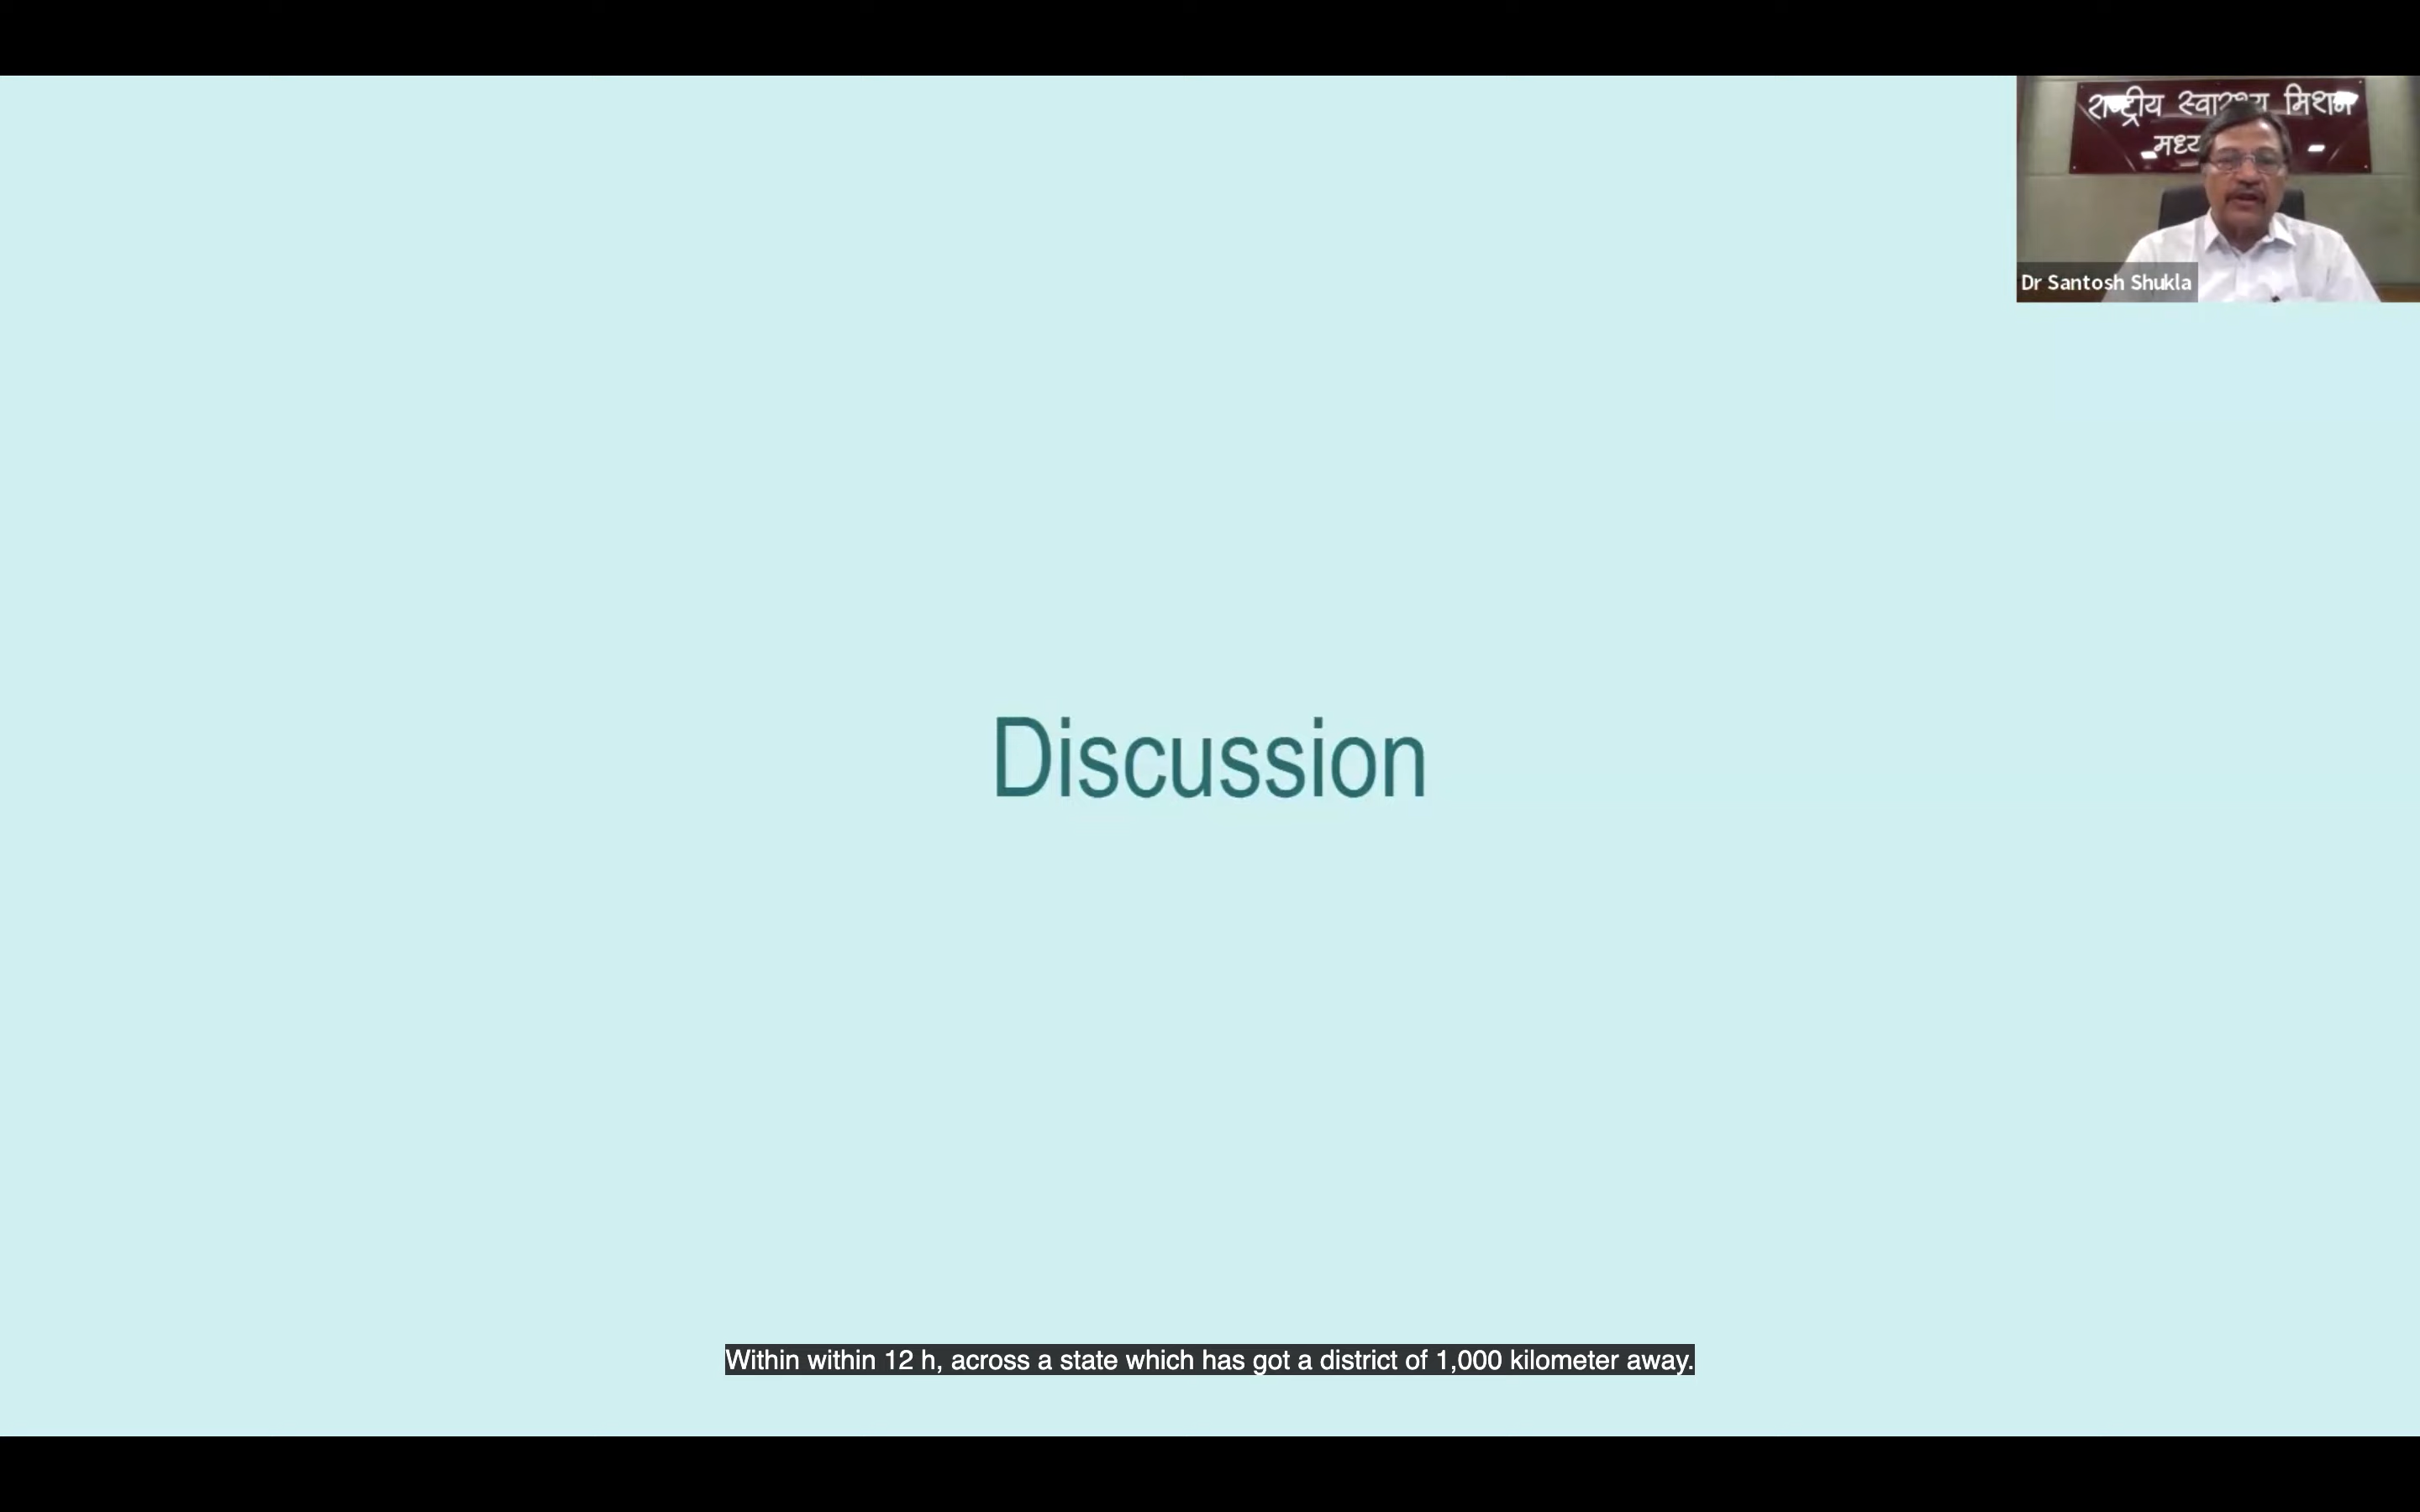 राष्ट्रीय स्वास्थ्य मिशन
Dr Santosh Shukla
Discussion
Within within 12 h, across a state which has got a district of 1,000 kilometer away.